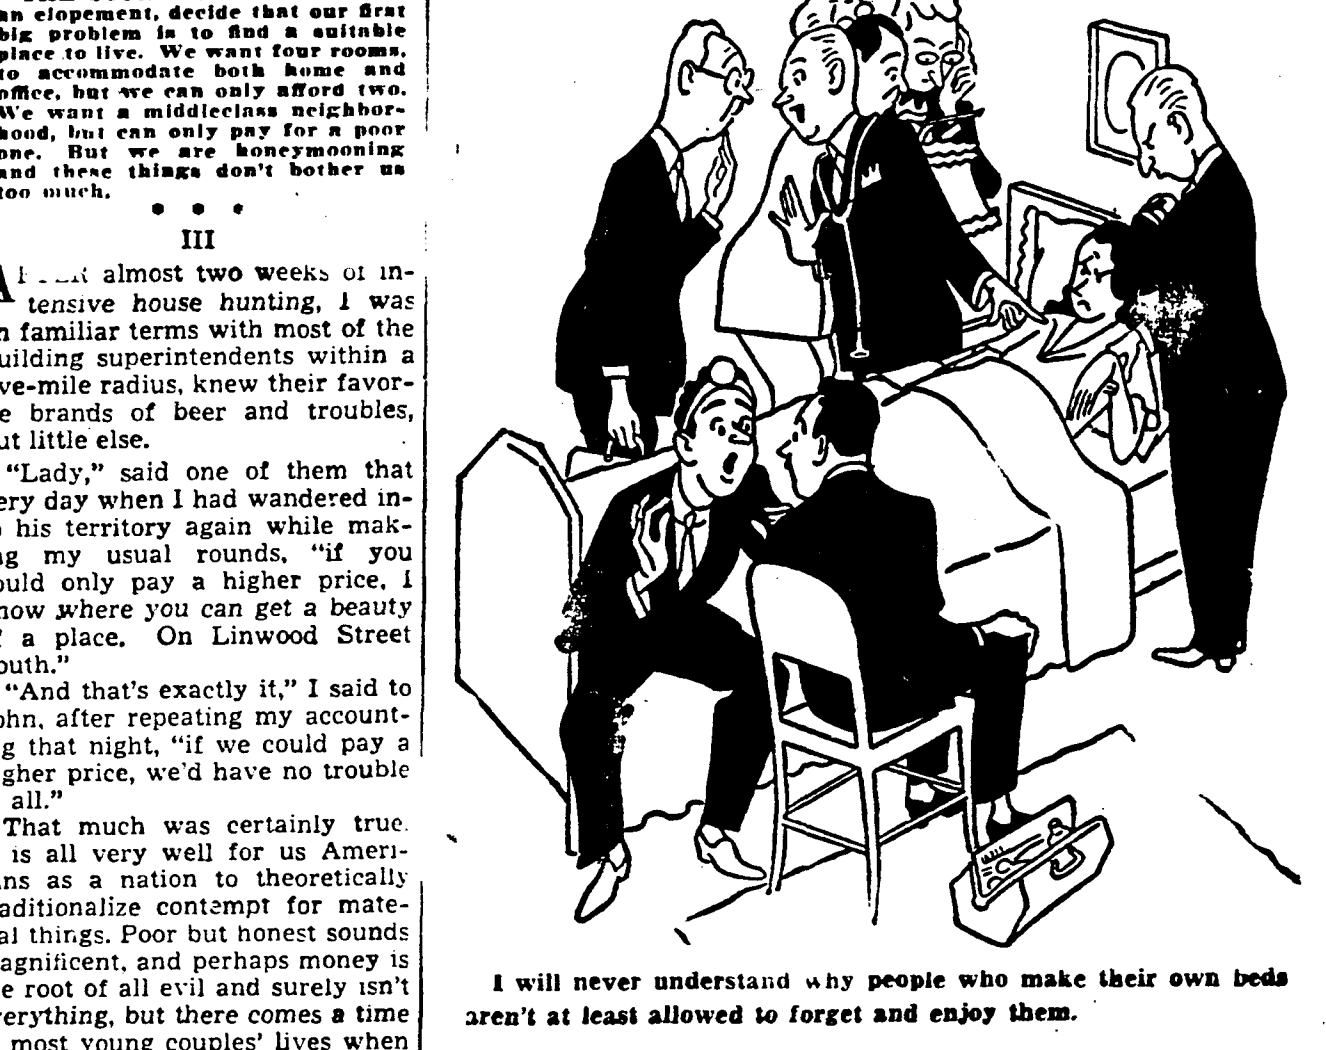 an elopement, decide that our first
big problem is to find a suitable
place to live. We want four rooms,
to accommodate both home and
office, but we can only afford two.
We want a middleclass neighbor-
hood, but can only pay for a poor
one. But we are honeymooning
and these things don't bother us
too much.
III
almost two weeks of in-
tensive house hunting, I was
n familiar terms with most of the
uilding superintendents within a
ve-mile radius, knew their favor-
e brands of beer and troubles,
ut little else.
"Lady," said one of them that
ery day when I had wandered in-
his territory again while mak-
ng my usual rounds, "if you
ould only pay a higher price, I
now where you can get a beauty
f a place. On Linwood Street
outh."
"And that's exactly it," I said to
ohn, after repeating my account-
g that night, "if we could pay a
gher price, we'd have no trouble
all."
That much was certainly true.
is all very well for us Ameri-
ns as a nation to theoretically
aditionalize contempt for mate-
al things. Poor but honest sounds
agnificent, and perhaps money is
e root of all evil and surely isn't
erything, but there comes a time
most young couples' lives when
I will never understand why people who make their own beds
aren't at least allowed to forget and enjoy them.